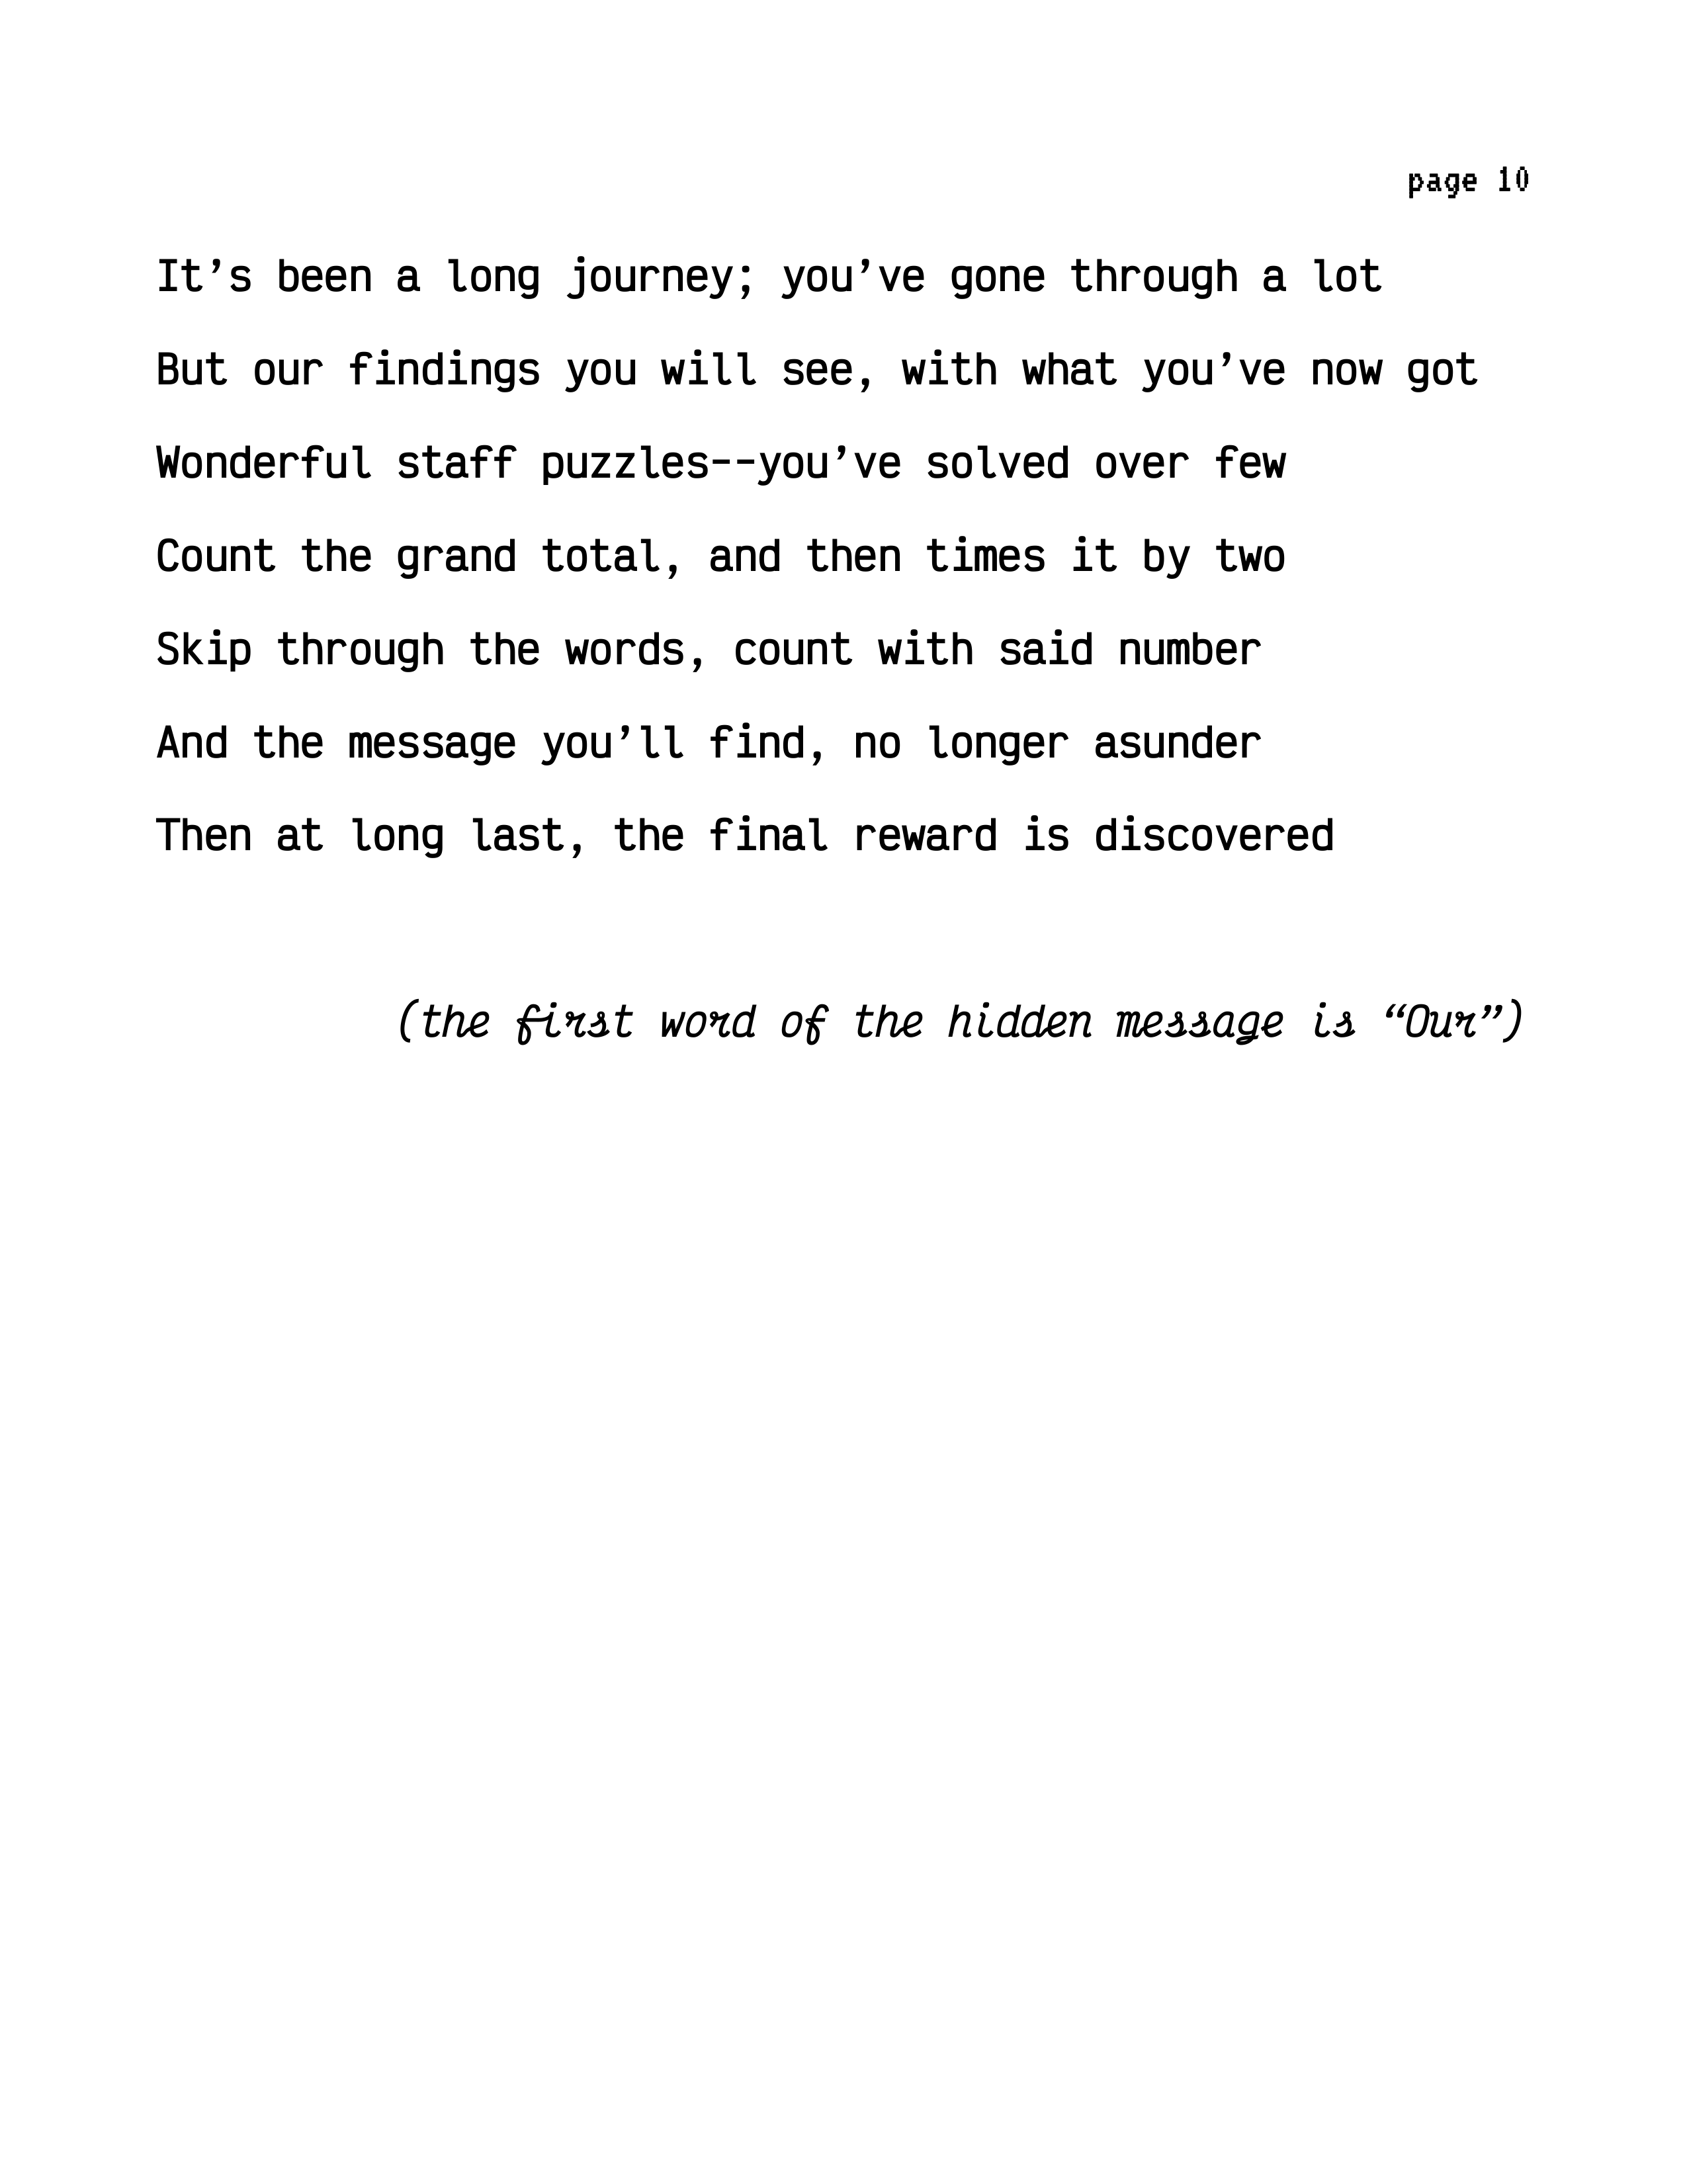 page 10
It’s been a long journey; you’ve gone through a lot
But our findings you will see, with what you’ve now got
Wonderful staff puzzles--you’ve solved over few
Count the grand total, and then times it by two
Skip through the words, count with said number
And the message you’ll find, no longer asunder
Then at long last, the final reward is discovered
(the first word of the hidden message is “Our”)